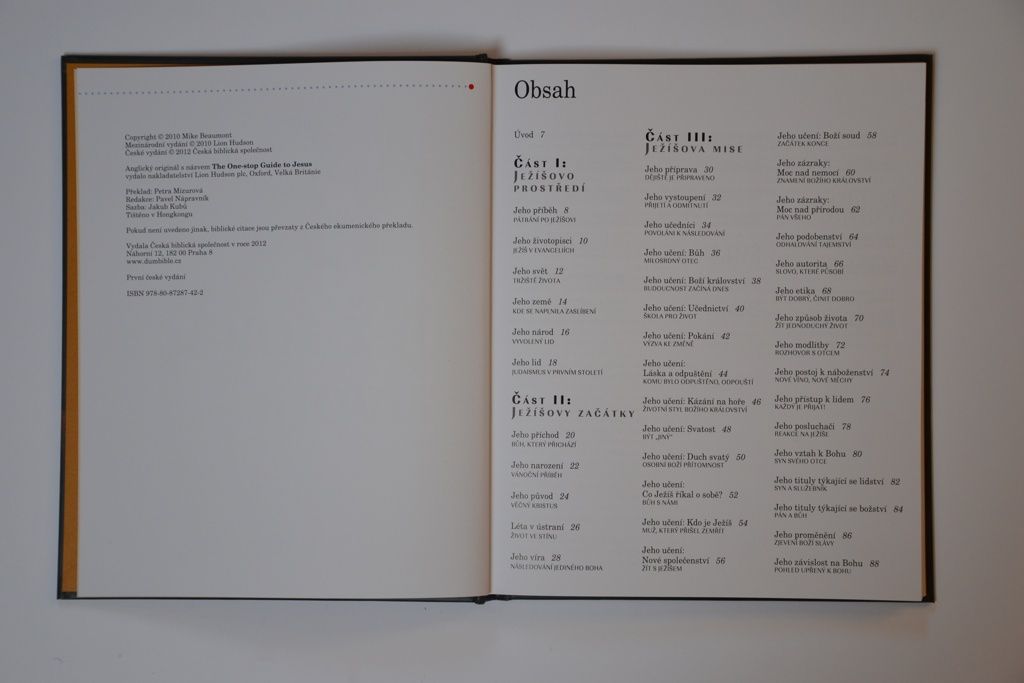 Copyright © 2010 Mike Beaumont
Mezinárodní vydání © 2010 Lion Hudson
České vydání © 2012 Česká biblická společnost
Anglický originál s názvem The One-stop Guide to Jesus
vydalo nakladatelství Lion Hudson plc, Oxford, Velká Británie
Překlad: Petra Mizurová
Redakce: Pavel Nápravník
Sazba: Jakub Kubů
Tištěno v Hongkongu
Pokud není uvedeno jinak, biblické citace jsou převzaty z Českého ekumenického překladu.
Vydala Česká biblická společnost v roce 2012
Náhorní 12, 182 00 Praha 8
www.dumbible.cz
První české vydání
ISBN 978-80-87287-42-2
Obsah
Úvod 7
ČÁST I:
JEŽÍŠOVO
PROSTŘEDÍ
Jeho příběh 8
PÁTRÁNÍ PO JEŽÍŠOVI
Jeho životopisci 10
JEŽÍŠ V EVANGELIÍCH
Jeho svět 12
TRŽIŠTĚ ŽIVOTA
Jeho země 14
KDE SE NAPLNILA ZASLÍBENÍ
Jeho národ 16
VYVOLENÝ LID
Jeho lid 18
JUDAISMUS V PRVNÍM STOLETÍ
ČÁST II:
JEŽÍŠOVY ZAČÁTKY
Jeho příchod 20
BŮH, KTERÝ PŘICHÁZÍ
Jeho narození 22
VÁNOČNÍ PŘÍBĚH
Jeho původ 24
VĚČNÝ KRISTUS
Léta v ústraní 26
ŽIVOT VE STÍNU
Jeho víra 28
NÁSLEDOVÁNÍ JEDINÉHO BOHA
ČÁST III:
JEŽÍŠOVA MISE
Jeho příprava 30
DĚJIŠTĚ JE PŘIPRAVENO
Jeho vystoupení 32
PŘIJETÍ A ODMÍTNUTÍ
Jeho učedníci 34
POVOLÁNÍ K NÁSLEDOVÁNÍ
Jeho učení: Bůh 36
MILOSRDNÝ OTEC
Jeho učení: Boží království 38
BUDOUCNOST ZAČÍNÁ DNES
Jeho učení: Učednictví 40
ŠKOLA PRO ŽIVOT
Jeho učení: Pokání 42
VÝZVA KE ZMĚNĚ
Jeho učení:
Láska a odpuštění 44
KOMU BYLO ODPUŠTĚNO, ODPOUŠTÍ
Jeho učení: Kázání na hoře 46
ŽIVOTNÍ STYL BOŽÍHO KRÁLOVSTVÍ
Jeho učení: Svatost 48
BÝT „JINÝ“
Jeho učení: Duch svatý 50
OSOBNÍ BOŽÍ PŘÍTOMNOST
Jeho učení:
Co Ježíš říkal o sobě? 52
BŮH S NÁMI
Jeho učení: Kdo je Ježíš 54
MUŽ, KTERÝ PŘIŠEL ZEMŘÍT
Jeho učení:
Nové společenství 56
ŽÍT S JEŽÍŠEM
Jeho učení: Boží soud 58
ZAČÁTEK KONCE
Jeho zázraky:
Moc nad nemocí 60
ZNAMENÍ BOŽÍHO KRÁLOVSTVÍ
Jeho zázraky:
Moc nad přírodou 62
PÁN VŠEHO
Jeho podobenství 64
ODHALOVÁNÍ TAJEMSTVÍ
Jeho autorita 66
SLOVO, KTERÉ PŮSOBÍ
Jeho etika 68
BÝT DOBRÝ, ČINIT DOBRO
Jeho způsob života 70
ŽÍT JEDNODUCHÝ ŽIVOT
Jeho modlitby 72
ROZHOVOR S OTCEM
Jeho postoj k náboženství 74
NOVÉ VÍNO, NOVÉ MĚCHY
Jeho přístup k lidem 76
KAŽDÝ JE PŘIJAT!
Jeho posluchači 78
REAKCE NA JEŽÍŠE
Jeho vztah k Bohu 80
SYN SVÉHO OTCE
Jeho tituly týkající se lidství 82
SYN A SLUŽEBNÍK
Jeho tituly týkající se božství 84
PÁN A BŮH
Jeho proměnění 86
ZJEVENÍ BOŽÍ SLÁVY
Jeho závislost na Bohu 88
POHLED UPŘENÝ K BOHU